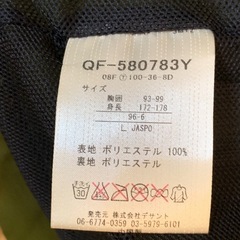 QF-580783Y
08F Ⓣ 100-36-8D
サイズ
胸囲 93-99
身長 172-178
96-6
L. JASPO
表地 ポリエステル 100%
裏地 ポリエステル
30
発売元 株式会社デサント
06-6774-0359 03-5979-6101